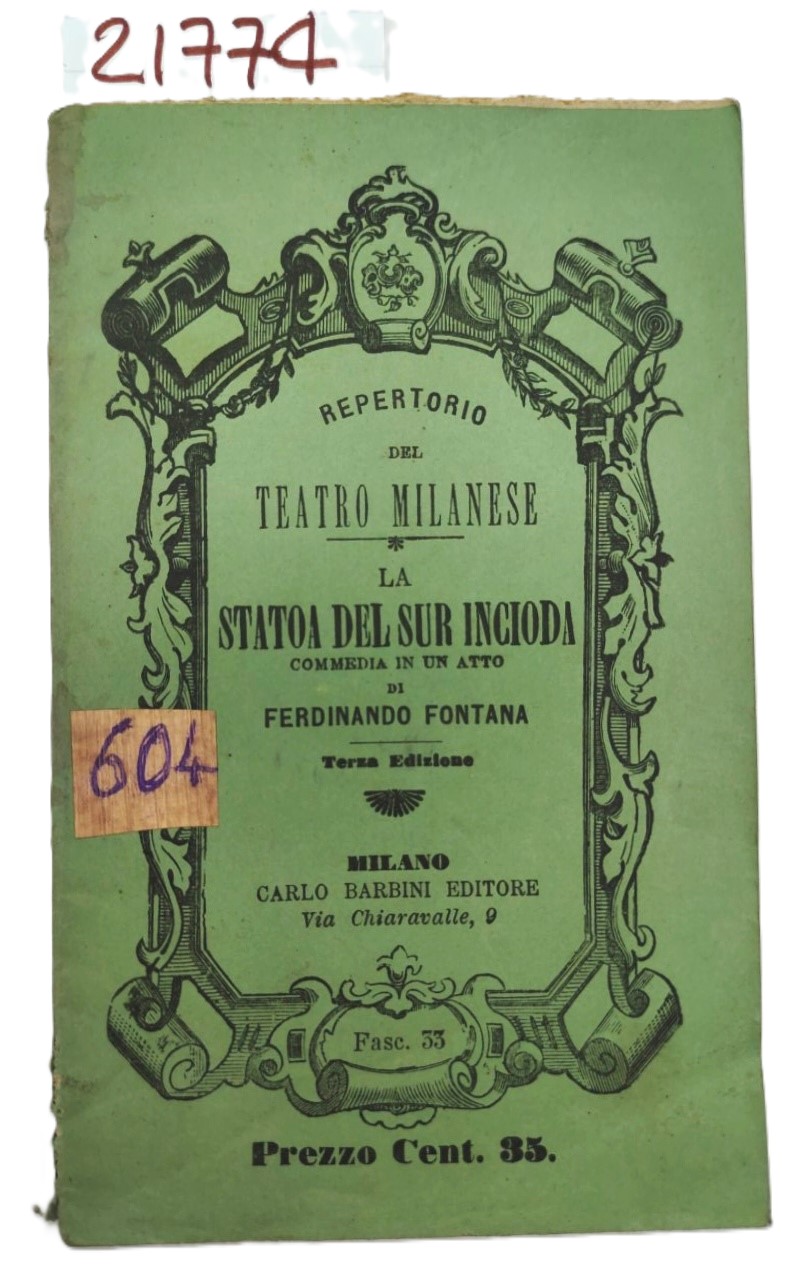 21774
REPERTORIO
DEL
TEATRO MILANESE
LA
STATOA DEL SUR INCIODA
COMMEDIA IN UN ATTO
DI
FERDINANDO FONTANA
Terza Edizione
604
MILANO
CARLO BARBINI EDITORE
Via Chiaravalle, 9
Fasc. 33
Prezzo Cent. 35.